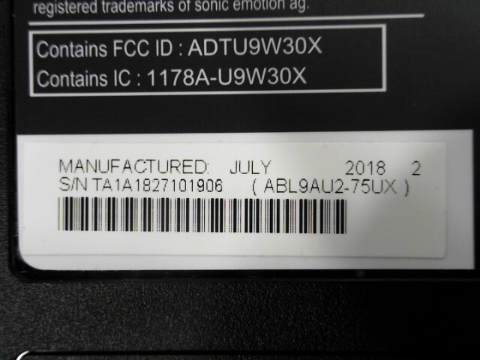 registered trademarks of sonic emotion ag.
Contains FCC ID : ADTU9W30X
Contains IC : 1178A-U9W30X
MANUFACTURED: JULY 2018 2
S/N TA1A1827101906 ( ABL9AU2-75UX )